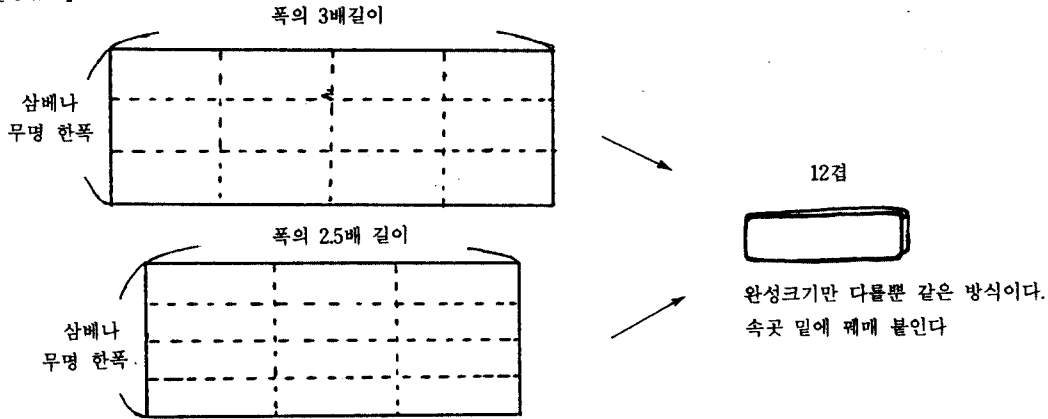 폭의 3배길이
삼베나
무명 한폭
12겹
폭의 2.5배 길이
삼베나
무명 한폭
완성크기만 다를뿐 같은 방식이다.
속곳 밑에 꿰매 붙인다